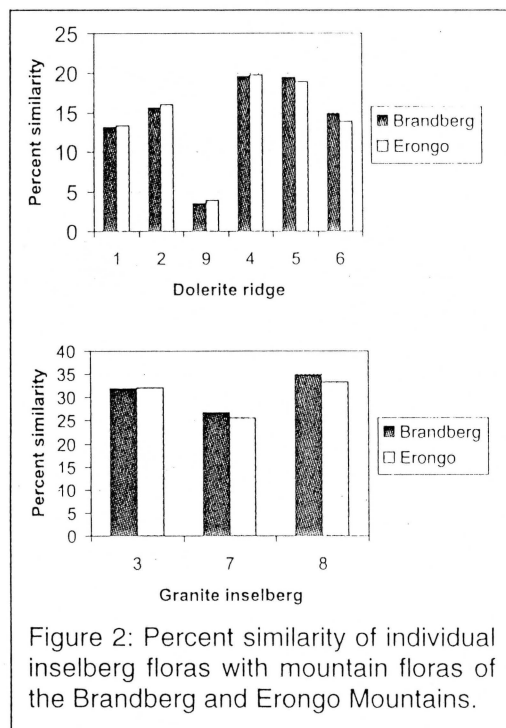 25
20
15
10
5
0
Percent similarity
1 2 9 4 5 6
Dolerite ridge
Brandberg
Erongo
40
35
30
25
20
15
10
5
0
Percent similarity
3 7 8
Granite inselberg
Brandberg
Erongo
Figure 2: Percent similarity of individual
inselberg floras with mountain floras of
the Brandberg and Erongo Mountains.